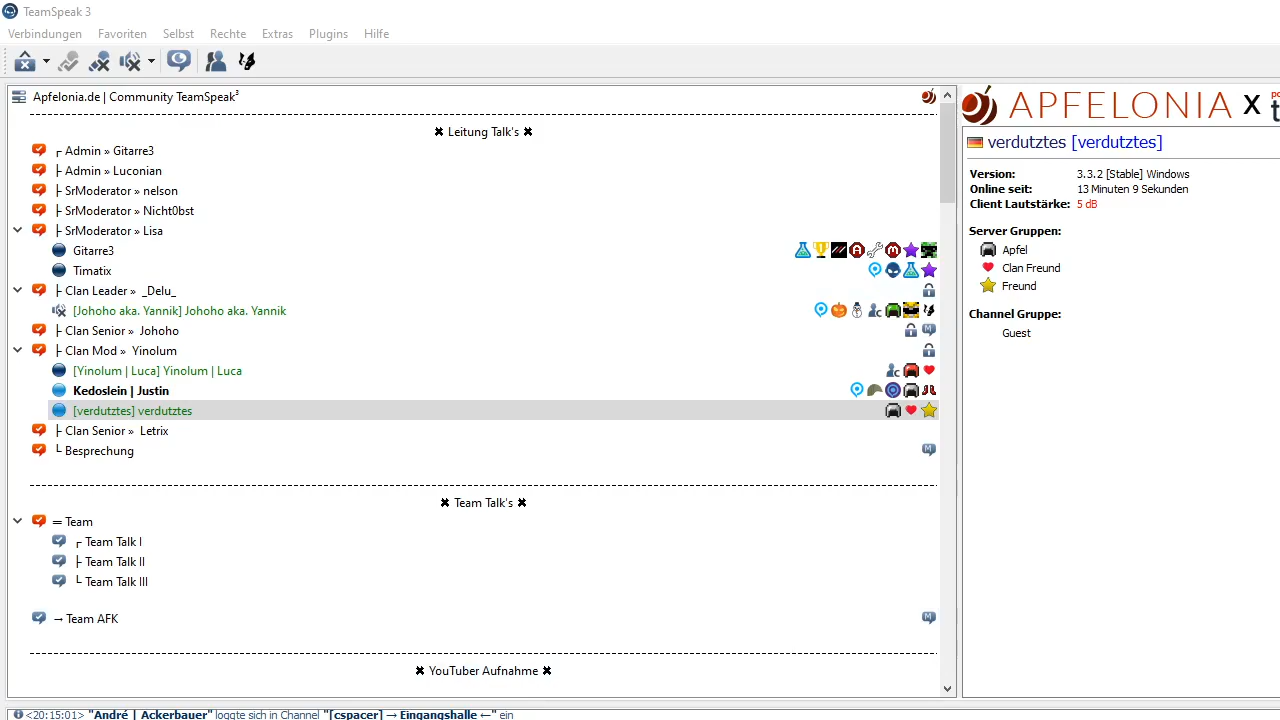 TeamSpeak 3
Verbindungen Favoriten Selbst Rechte Extras Plugins Hilfe
Apfelonia.de | Community TeamSpeak³
✖ Leitung Talk's ✖
┌ Admin » Gitarre3
├ Admin » Luconian
├ SrModerator » nelson
├ SrModerator » Nicht0bst
├ SrModerator » Lisa
Gitarre3
Timatix
├ Clan Leader » _Delu_
[Johoho aka. Yannik] Johoho aka. Yannik
├ Clan Senior » Johoho
├ Clan Mod » Yinolum
[Yinolum | Luca] Yinolum | Luca
Kedoslein | Justin
[verdutztes] verdutztes
├ Clan Senior » Letrix
└ Besprechung
✖ Team Talk's ✖
═ Team
┌ Team Talk I
├ Team Talk II
└ Team Talk III
→ Team AFK
✖ YouTuber Aufnahme ✖
APFELONIA X
verdutztes [verdutztes]
Version: 3.3.2 [Stable] Windows
Online seit: 13 Minuten 9 Sekunden
Client Lautstärke: 5 dB
Server Gruppen:
Apfel
Clan Freund
Freund
Channel Gruppe:
Guest
<20:15:01> "André | Ackerbauer" loggte sich in Channel "[cspacer] → Eingangshalle ←" ein